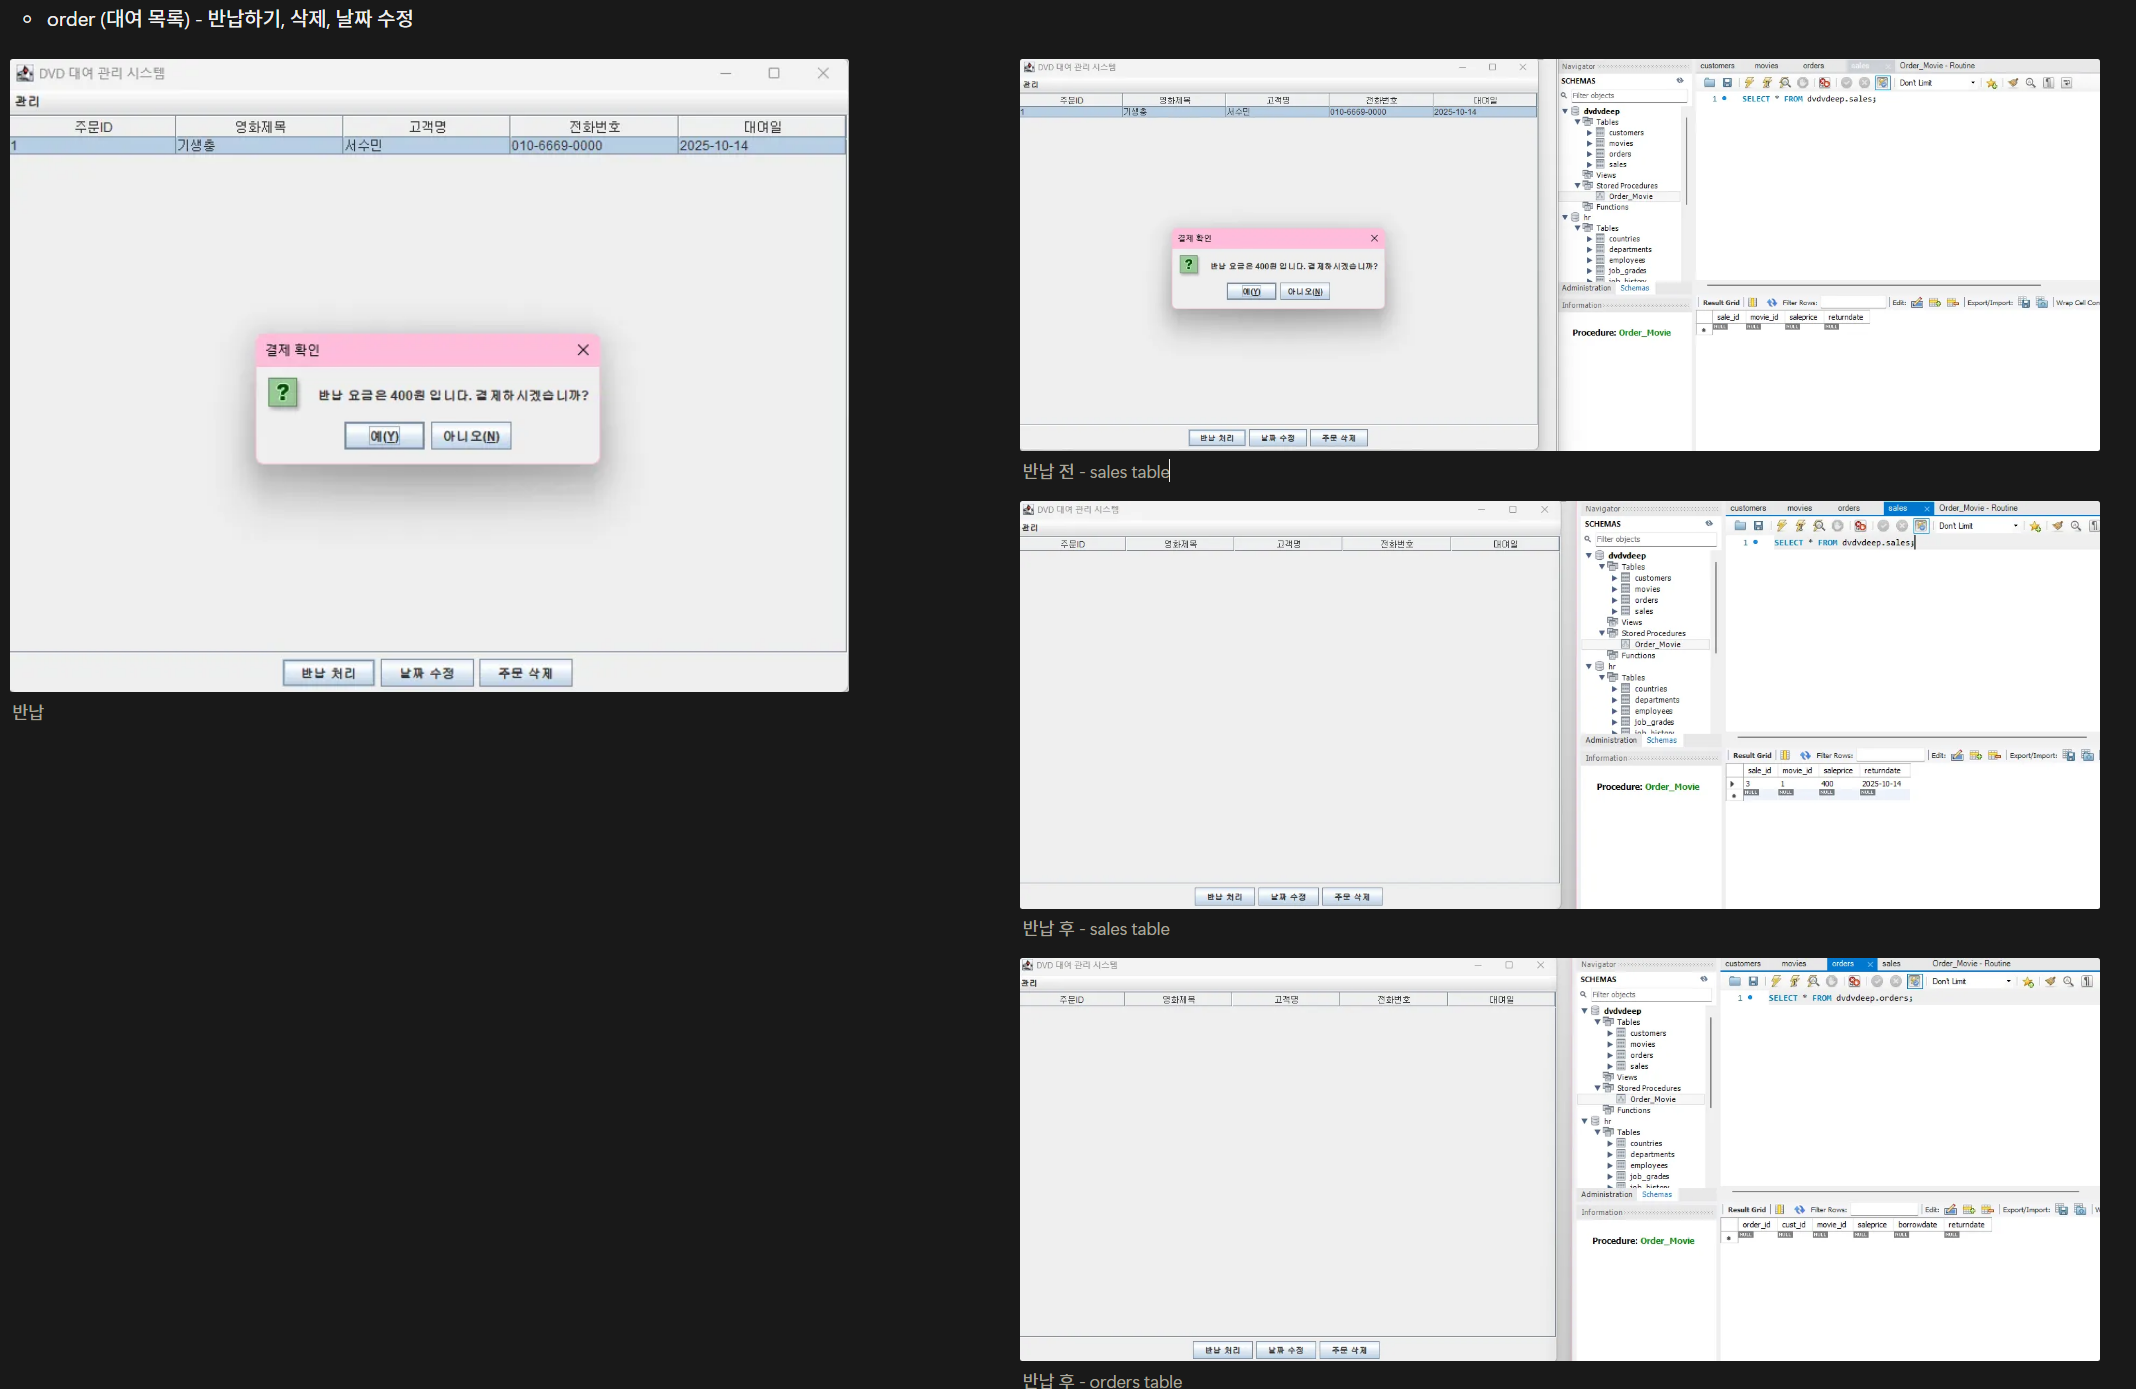 order (대여 목록) - 반납하기, 삭제, 날짜 수정
DVD 대여 관리 시스템
관리
주문ID 영화제목 고객명 전화번호 대여일
1 기생충 서수민 010-6669-0000 2025-10-14
결제 확인
반납 요금은 400원 입니다. 결제하시겠습니까?
예(Y) 아니오(N)
반납 처리 날짜 수정 주문 삭제
반납
DVD 대여 관리 시스템
관리
주문ID 영화제목 고객명 전화번호 대여일
1 기생충 서수민 010-6669-0000 2025-10-14
결제 확인
반납 요금은 400원 입니다. 결제하시겠습니까?
예(Y) 아니오(N)
반납 처리 날짜 수정 주문 삭제
Navigator
SCHEMAS
Filter objects
dvdvdeep
Tables
customers
movies
orders
sales
Views
Stored Procedures
Order_Movie
Functions
hr
Tables
countries
departments
employees
job_grades
job_history
Administration Schemas
Information
Procedure: Order_Movie
customers movies orders sales Order_Movie - Routine
Don't Limit
1 SELECT * FROM dvdvdeep.sales;
Result Grid Filter Rows: Edit: Export/Import: Wrap Cell Con
sale_id movie_id saleprice returndate
NULL NULL NULL NULL
반납 전 - sales table
DVD 대여 관리 시스템
관리
주문ID 영화제목 고객명 전화번호 대여일
반납 처리 날짜 수정 주문 삭제
Navigator
SCHEMAS
Filter objects
dvdvdeep
Tables
customers
movies
orders
sales
Views
Stored Procedures
Order_Movie
Functions
hr
Tables
countries
departments
employees
job_grades
job_history
Administration Schemas
Information
Procedure: Order_Movie
customers movies orders sales Order_Movie - Routine
Don't Limit
1 SELECT * FROM dvdvdeep.sales;
Result Grid Filter Rows: Edit: Export/Import:
sale_id movie_id saleprice returndate
3 1 400 2025-10-14
NULL NULL NULL NULL
반납 후 - sales table
DVD 대여 관리 시스템
관리
주문ID 영화제목 고객명 전화번호 대여일
반납 처리 날짜 수정 주문 삭제
Navigator
SCHEMAS
Filter objects
dvdvdeep
Tables
customers
movies
orders
sales
Views
Stored Procedures
Order_Movie
Functions
hr
Tables
countries
departments
employees
job_grades
job_history
Administration Schemas
Information
Procedure: Order_Movie
customers movies orders sales Order_Movie - Routine
Don't Limit
1 SELECT * FROM dvdvdeep.orders;
Result Grid Filter Rows: Edit: Export/Import: W
order_id cust_id movie_id saleprice borrowdate returndate
NULL NULL NULL NULL NULL NULL
반납 후 - orders table